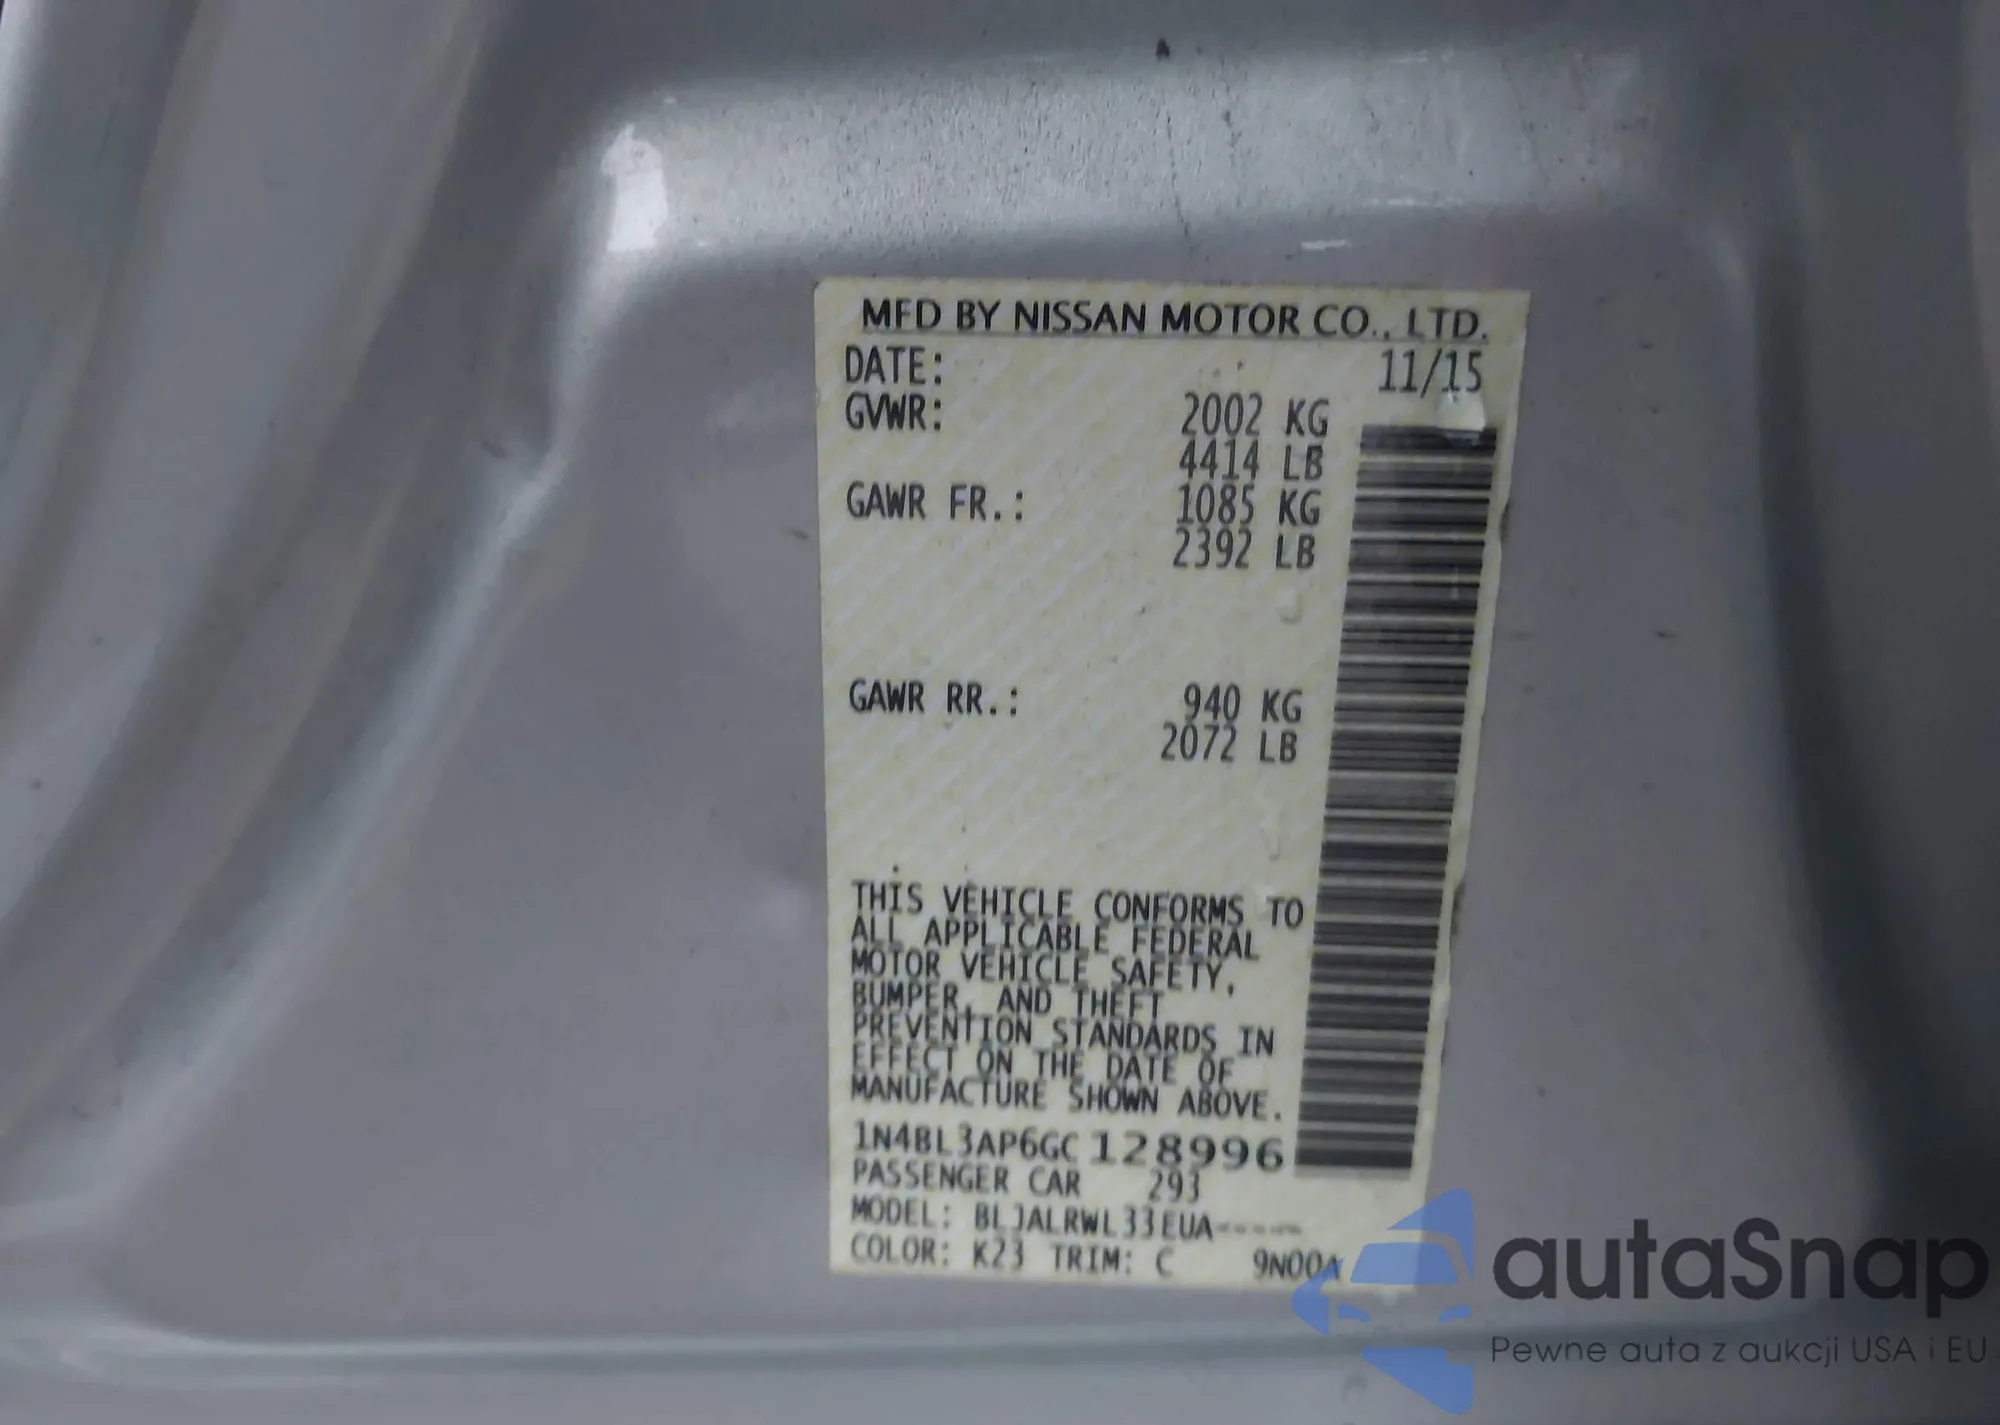 MFD BY NISSAN MOTOR CO., LTD.
DATE: 11/15
GVWR: 2002 KG
4414 LB
GAWR FR.: 1085 KG
2392 LB
GAWR RR.: 940 KG
2072 LB
THIS VEHICLE CONFORMS TO
ALL APPLICABLE FEDERAL
MOTOR VEHICLE SAFETY,
BUMPER, AND THEFT
PREVENTION STANDARDS IN
EFFECT ON THE DATE OF
MANUFACTURE SHOWN ABOVE.
1N4BL3AP6GC128996
PASSENGER CAR 293
MODEL: BLJALRWL33EUA-----
COLOR: K23 TRIM: C 9N00A
autaSnap
Pewne auta z aukcji USA i EU